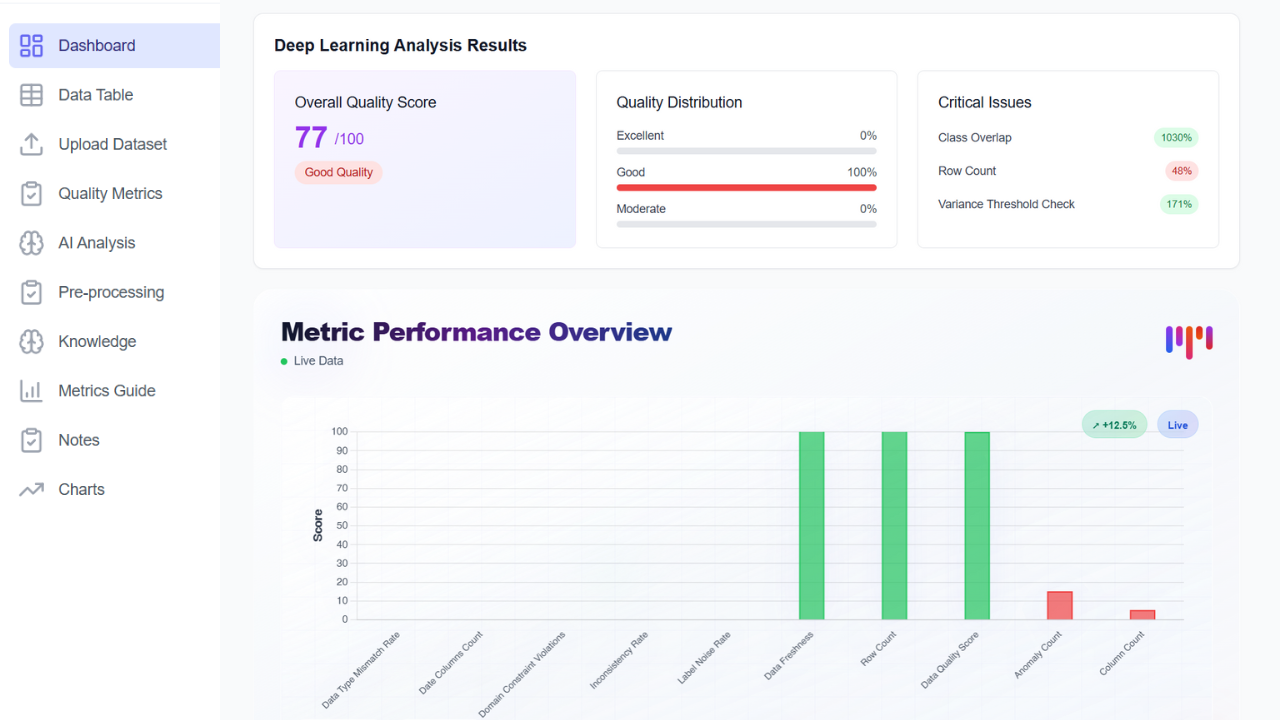 Dashboard
Data Table
Upload Dataset
Quality Metrics
AI Analysis
Pre-processing
Knowledge
Metrics Guide
Notes
Charts
Deep Learning Analysis Results
Overall Quality Score
77 /100
Good Quality
Quality Distribution
Excellent 0%
Good 100%
Moderate 0%
Critical Issues
Class Overlap 1030%
Row Count 48%
Variance Threshold Check 171%
Metric Performance Overview
Live Data
↗ +12.5% Live
Score
100
90
80
70
60
50
40
30
20
10
0
Data Type Mismatch Rate
Date Columns Count
Domain Constraint Violations
Inconsistency Rate
Label Noise Rate
Data Freshness
Row Count
Data Quality Score
Anomaly Count
Column Count